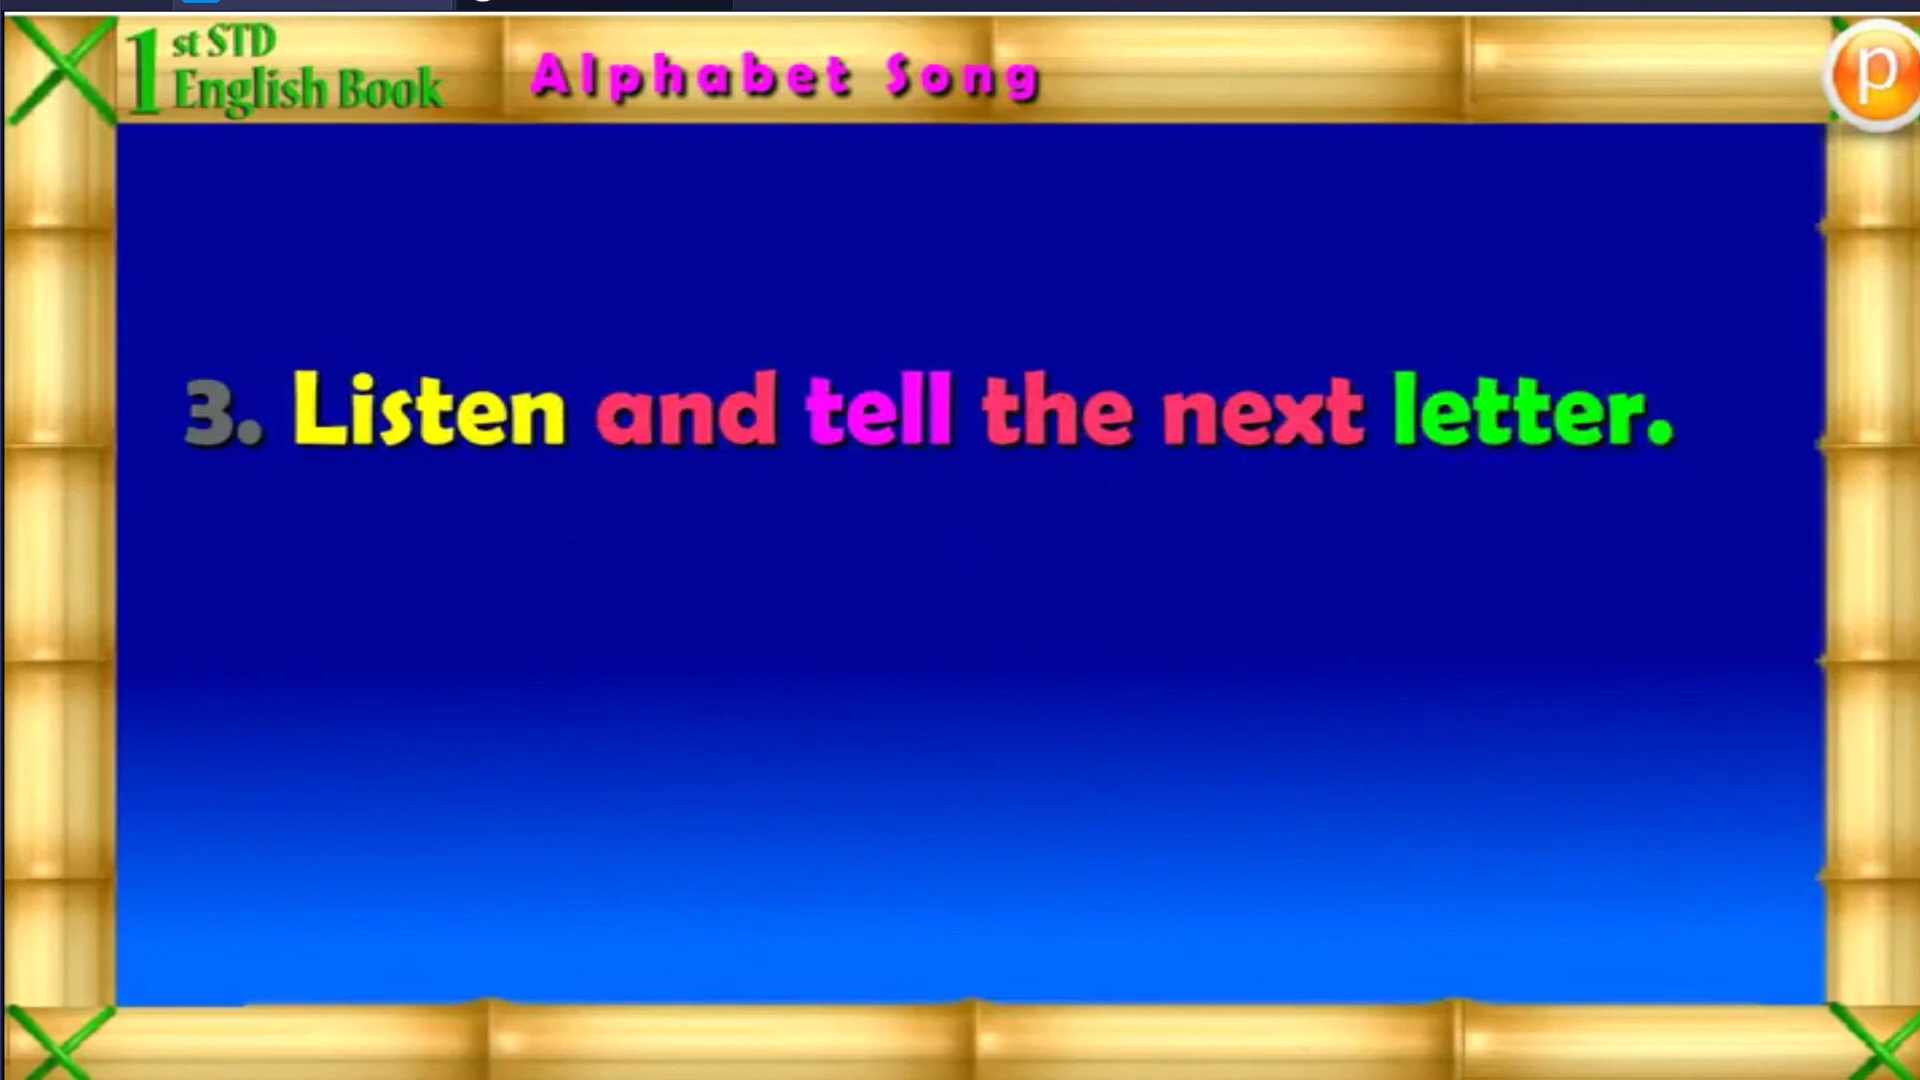 1st STD
English Book
Alphabet Song
p
3. Listen and tell the next letter.